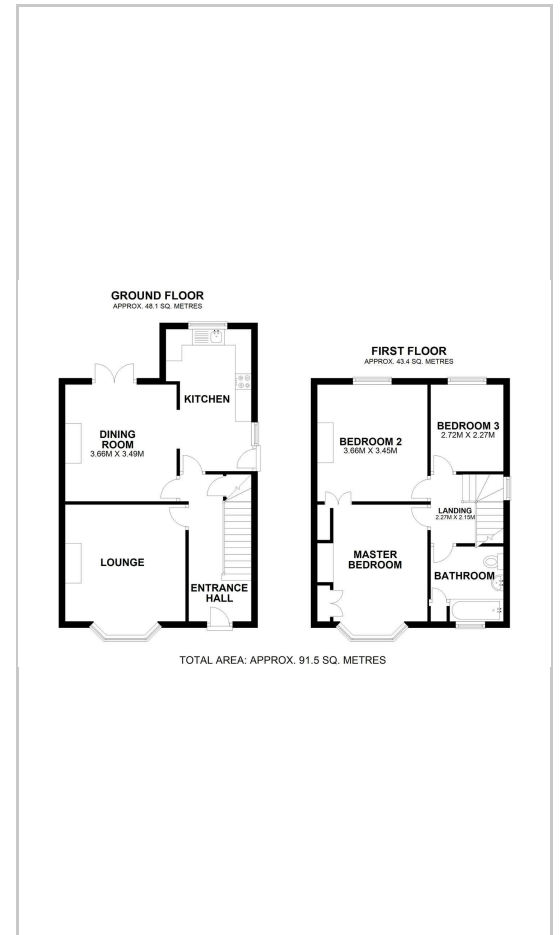 GROUND FLOOR
APPROX. 48.1 SQ. METRES
KITCHEN
DINING
ROOM
3.66M X 3.49M
LOUNGE
ENTRANCE
HALL
FIRST FLOOR
APPROX. 43.4 SQ. METRES
BEDROOM 2
3.66M X 3.45M
BEDROOM 3
2.72M X 2.27M
LANDING
2.27M X 2.15M
MASTER
BEDROOM
BATHROOM
TOTAL AREA: APPROX. 91.5 SQ. METRES